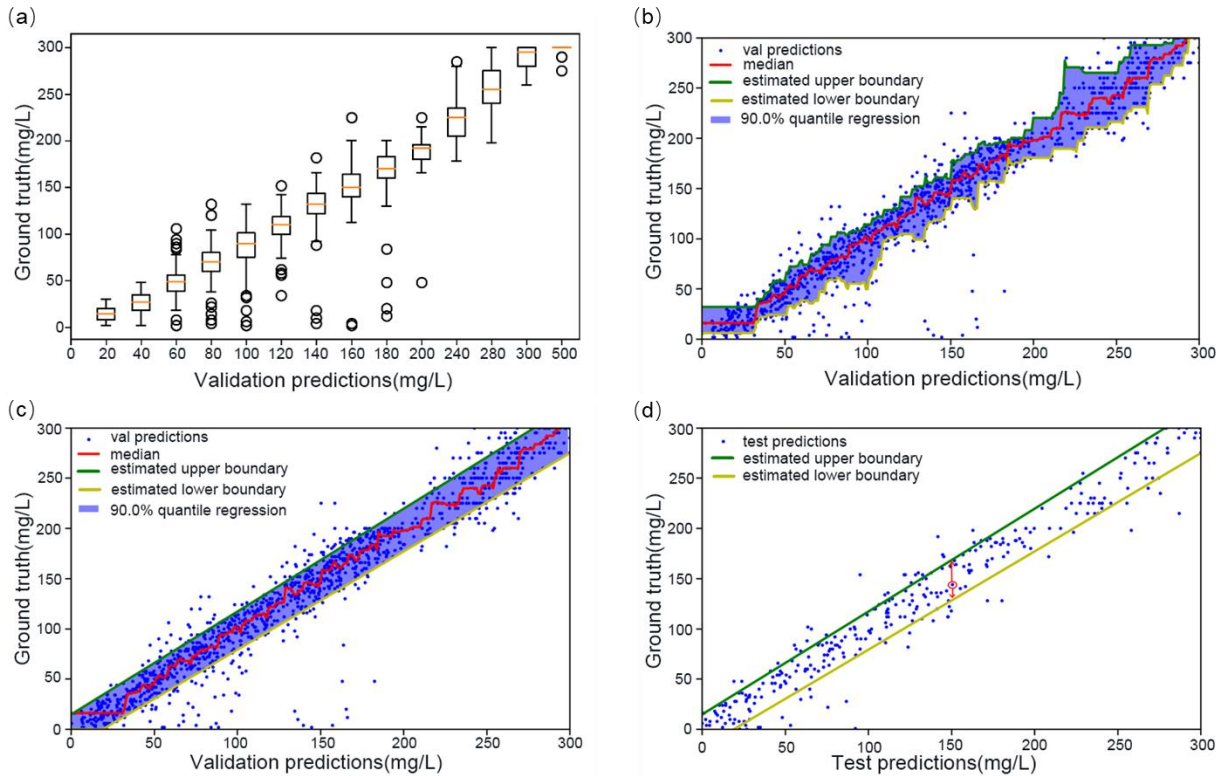 (a)
300
250
200
150
100
50
0
Ground truth(mg/L)
0 20 40 60 80 100 120 140 160 180 200 240 280 300 500
Validation predictions(mg/L)
(b)
300
250
200
150
100
50
0
Ground truth(mg/L)
val predictions
median
estimated upper boundary
estimated lower boundary
90.0% quantile regression
0 50 100 150 200 250 300
Validation predictions(mg/L)
(c)
300
250
200
150
100
50
0
Ground truth(mg/L)
val predictions
median
estimated upper boundary
estimated lower boundary
90.0% quantile regression
0 50 100 150 200 250 300
Validation predictions(mg/L)
(d)
300
250
200
150
100
50
0
Ground truth(mg/L)
test predictions
estimated upper boundary
estimated lower boundary
0 50 100 150 200 250 300
Test predictions(mg/L)